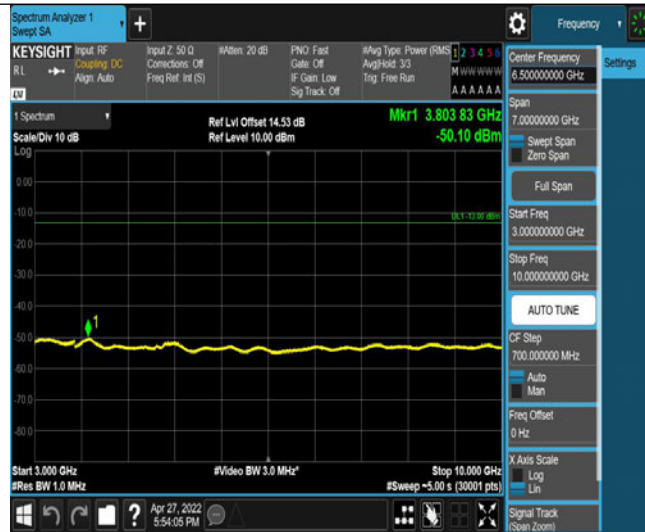 Spectrum Analyzer 1
Swept SA
Frequency
KEYSIGHT
RL
Input: RF
Coupling: DC
Align: Auto
Input Z: 50 Ω
Corrections: Off
Freq Ref: Int (S)
#Atten: 20 dB
PNO: Fast
Gate: Off
IF Gain: Low
Sig Track: Off
#Avg Type: Power (RMS
Avg|Hold: 3/3
Trig: Free Run
1 2 3 4 5 6
M W W W W W
A A A A A A
1 Spectrum
Scale/Div 10 dB
Log
Ref Lvl Offset 14.53 dB
Ref Level 10.00 dBm
Mkr1 3.803 83 GHz
-50.10 dBm
0.00
-10.0
DL1 -13.00 dBm
-20.0
-30.0
-40.0
1
-50.0
-60.0
-70.0
-80.0
Start 3.000 GHz
#Res BW 1.0 MHz
#Video BW 3.0 MHz*
Stop 10.000 GHz
#Sweep ~5.00 s (30001 pts)
Apr 27, 2022
5:54:05 PM
Settings
Center Frequency
6.500000000 GHz
Span
7.00000000 GHz
Swept Span
Zero Span
Full Span
Start Freq
3.000000000 GHz
Stop Freq
10.000000000 GHz
AUTO TUNE
CF Step
700.000000 MHz
Auto
Man
Freq Offset
0 Hz
X Axis Scale
Log
Lin
Signal Track
(Span Zoom)